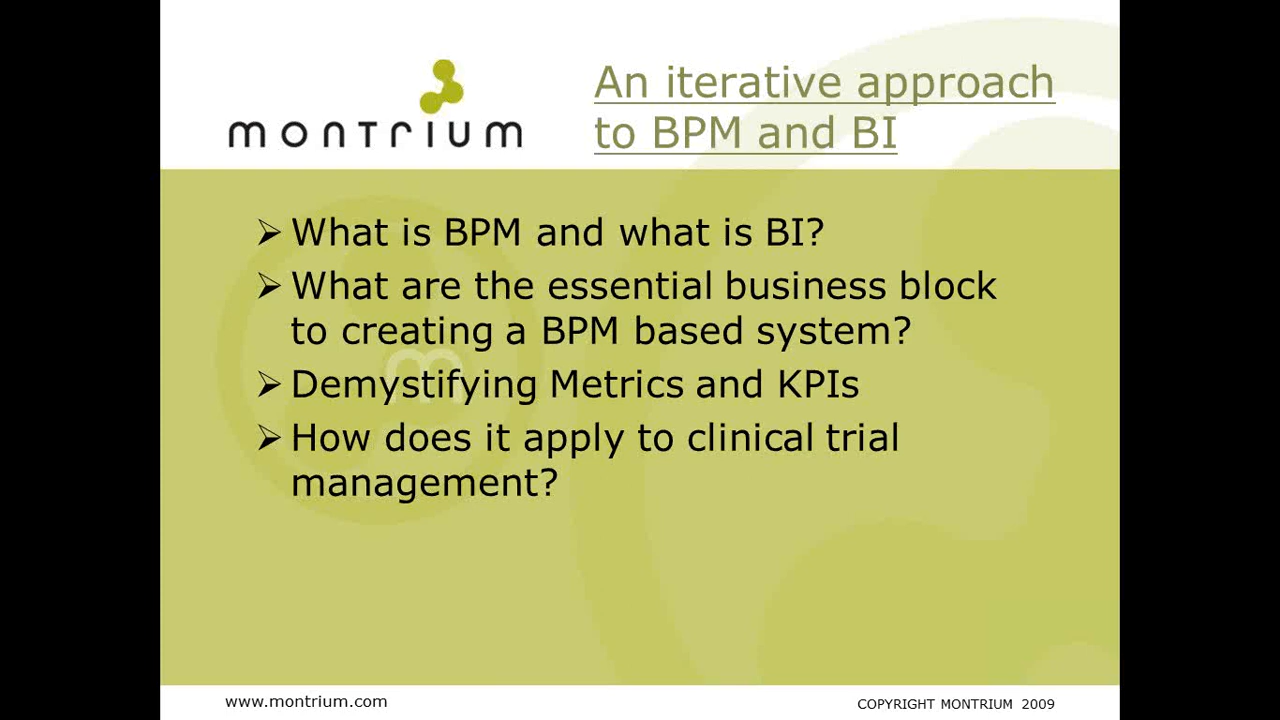 montrium
An iterative approach
to BPM and BI
➢ What is BPM and what is BI?
➢ What are the essential business block
to creating a BPM based system?
➢ Demystifying Metrics and KPIs
➢ How does it apply to clinical trial
management?
m
www.montrium.com
COPYRIGHT MONTRIUM 2009